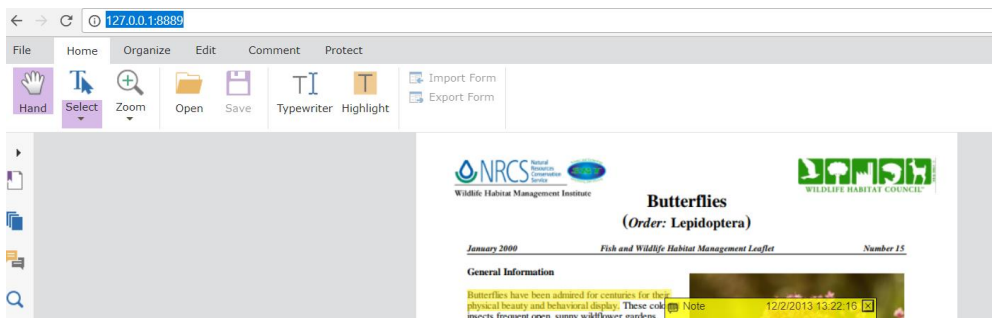 127.0.0.1:8889
File Home Organize Edit Comment Protect
Hand Select Zoom Open Save Typewriter Highlight Import Form
Export Form
NRCS Natural
Resources
Conservation
Service
WILDLIFE HABITAT COUNCIL
Wildlife Habitat Management Institute
Butterflies
(Order: Lepidoptera)
January 2000 Fish and Wildlife Habitat Management Leaflet Number 15
General Information
Butterflies have been admired for centuries for their
physical beauty and behavioral display. These
Note 12/2/2013 13:22:16
insects frequent open, sunny wildflower gardens,